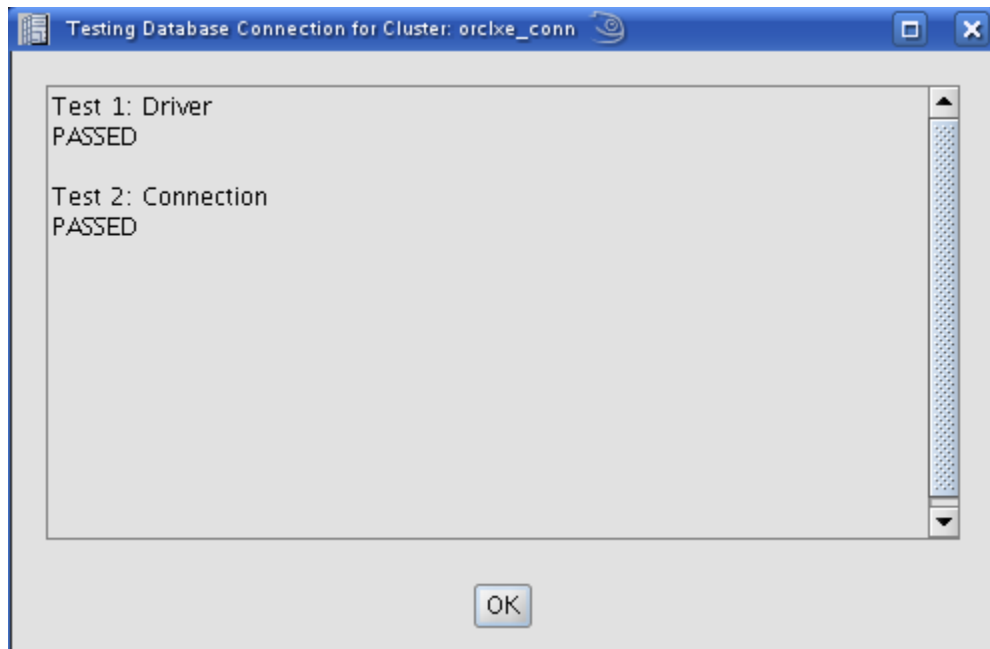 Testing Database Connection for Cluster: orclxe_conn
Test 1: Driver
PASSED
Test 2: Connection
PASSED
OK